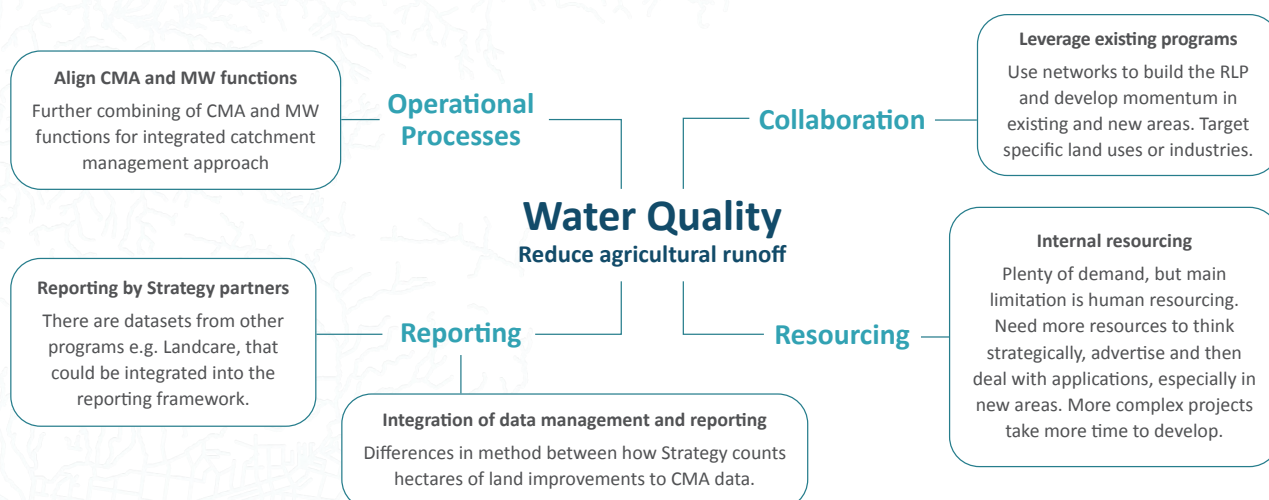 Align CMA and MW functions
Further combining of CMA and MW
functions for integrated catchment
management approach
Operational
Processes
Collaboration
Leverage existing programs
Use networks to build the RLP
and develop momentum in
existing and new areas. Target
specific land uses or industries.
Water Quality
Reduce agricultural runoff
Reporting by Strategy partners
There are datasets from other
programs e.g. Landcare, that
could be integrated into the
reporting framework.
Reporting
Integration of data management and reporting
Differences in method between how Strategy counts
hectares of land improvements to CMA data.
Resourcing
Internal resourcing
Plenty of demand, but main
limitation is human resourcing.
Need more resources to think
strategically, advertise and then
deal with applications, especially in
new areas. More complex projects
take more time to develop.